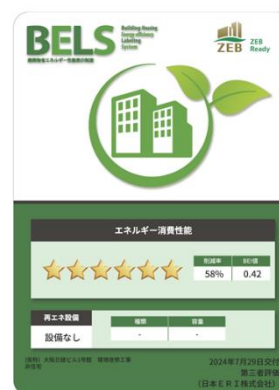 BELS
Building-Housing
Energy-efficiency
Labelling
System
建築物省エネルギー性能表示制度
ZEB
ZEB
Ready
エネルギー消費性能
削減率
BEI値
58%
0.42
再エネ設備
種類
容量
設備なし
-
-
2024年7月29日交付
非住宅
第三者評価
(日本ERI株式会社)